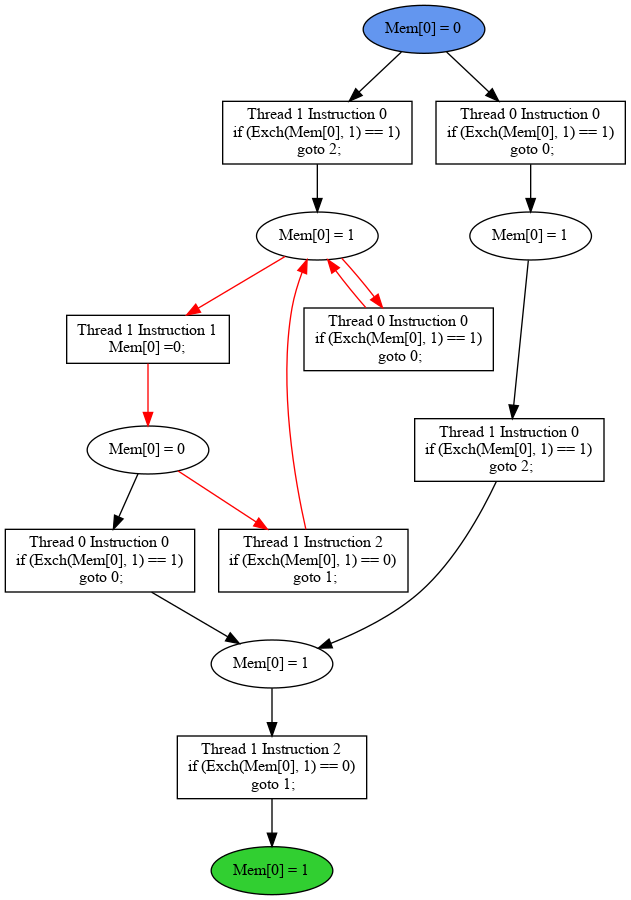 Mem[0] = 0
Thread 1 Instruction 0
if (Exch(Mem[0], 1) == 1)
goto 2;
Thread 0 Instruction 0
if (Exch(Mem[0], 1) == 1)
goto 0;
Mem[0] = 1
Mem[0] = 1
Thread 1 Instruction 1
Mem[0] =0;
Thread 0 Instruction 0
if (Exch(Mem[0], 1) == 1)
goto 0;
Mem[0] = 0
Thread 1 Instruction 0
if (Exch(Mem[0], 1) == 1)
goto 2;
Thread 0 Instruction 0
if (Exch(Mem[0], 1) == 1)
goto 0;
Thread 1 Instruction 2
if (Exch(Mem[0], 1) == 0)
goto 1;
Mem[0] = 1
Thread 1 Instruction 2
if (Exch(Mem[0], 1) == 0)
goto 1;
Mem[0] = 1